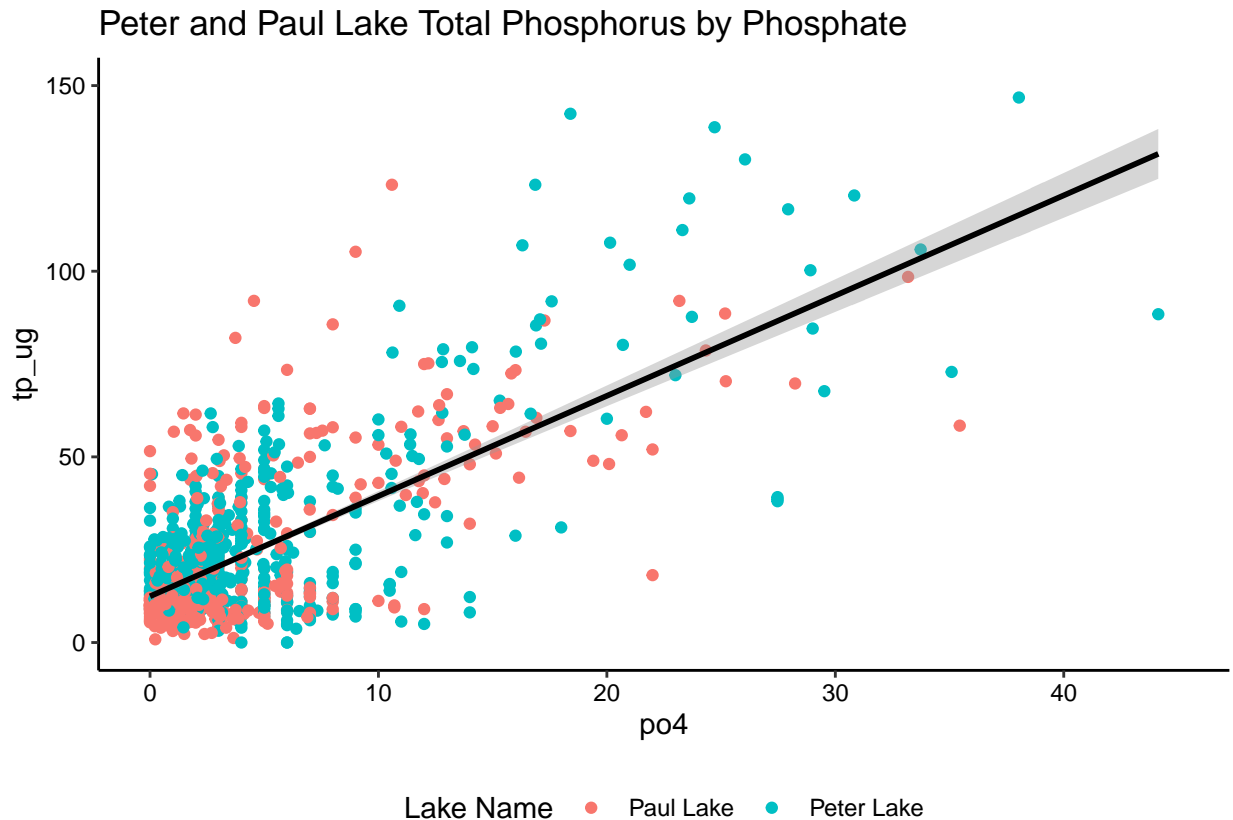 Peter and Paul Lake Total Phosphorus by Phosphate
150
100
50
0
tp_ug
0 10 20 30 40
po4
Lake Name Paul Lake Peter Lake